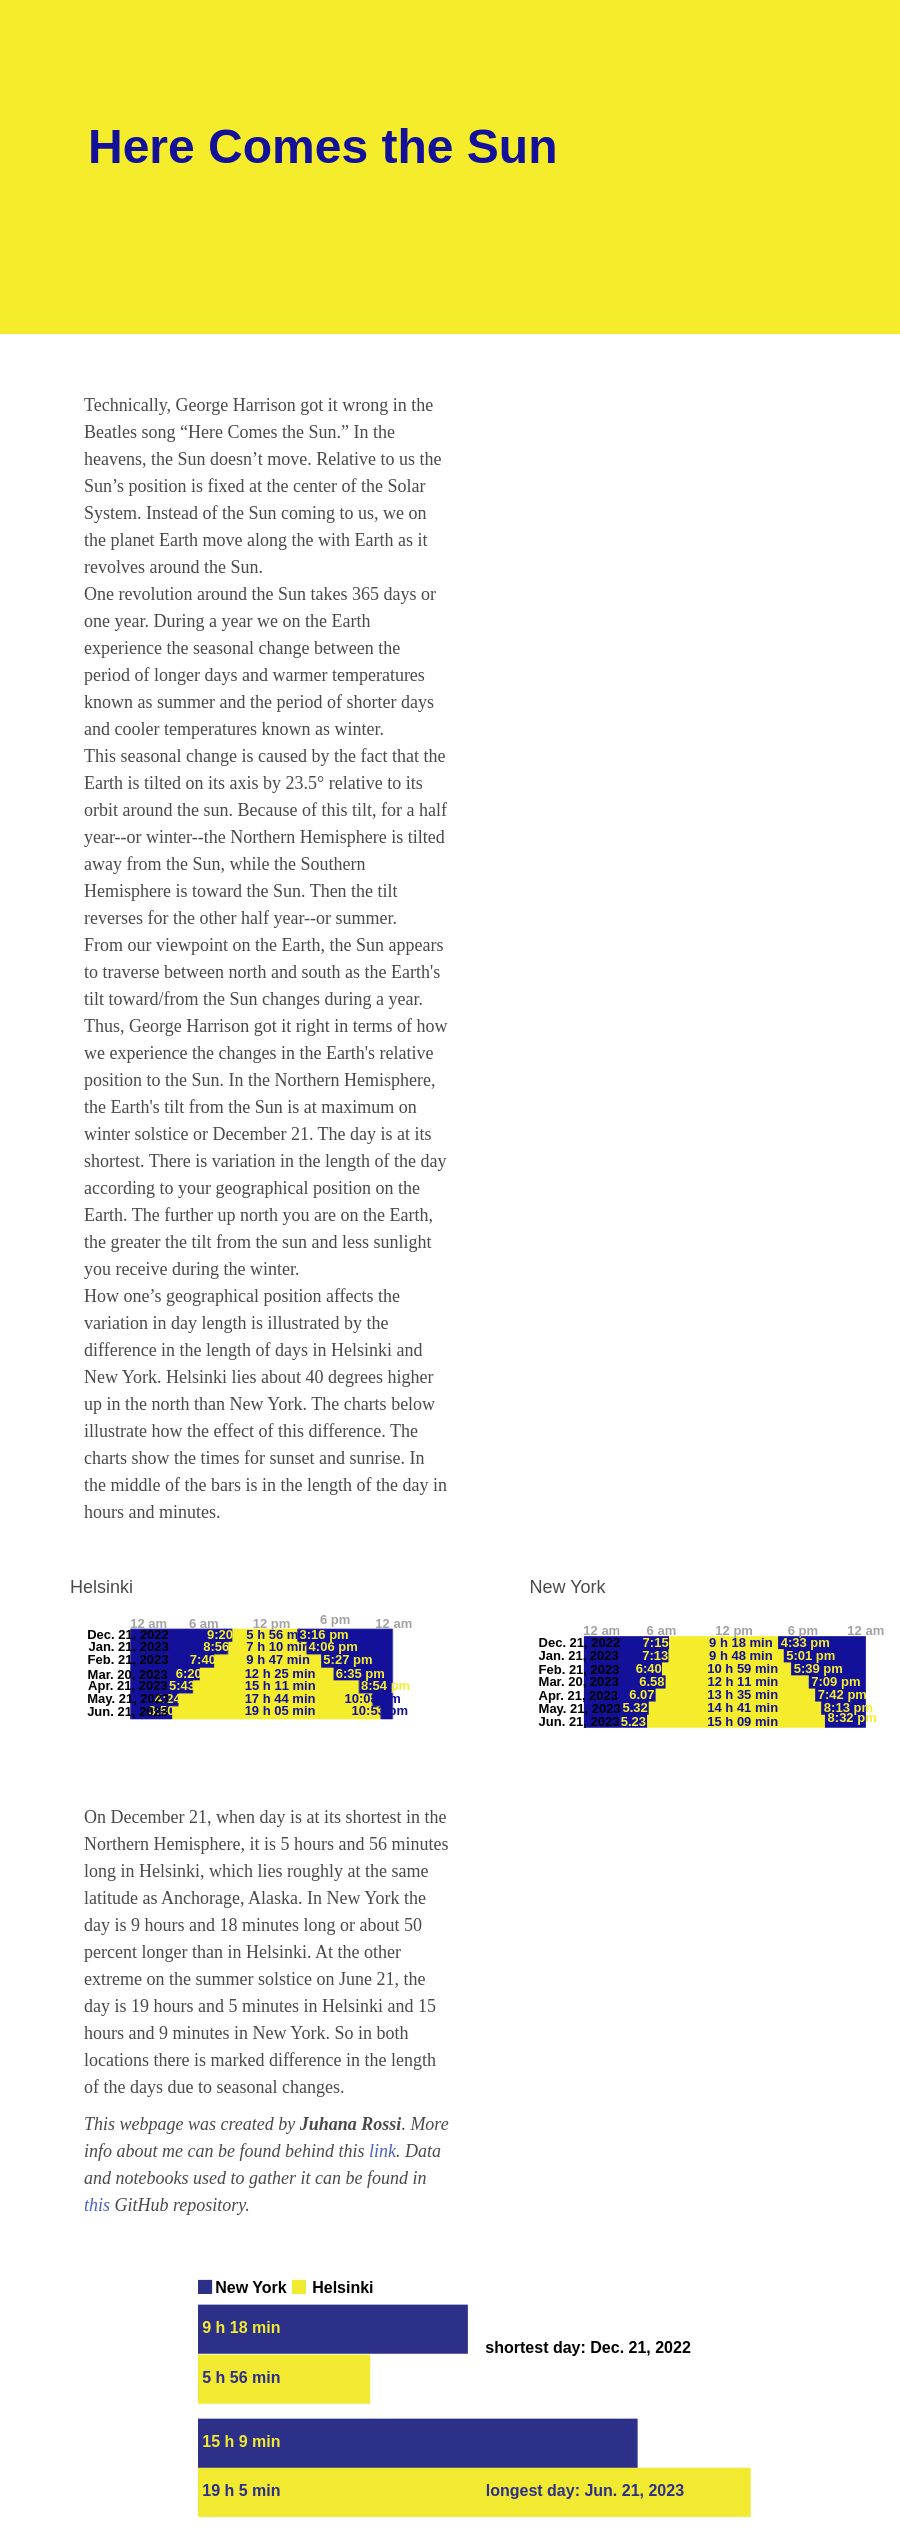 Here Comes the Sun
Technically, George Harrison got it wrong in the
Beatles song “Here Comes the Sun.” In the
heavens, the Sun doesn’t move. Relative to us the
Sun’s position is fixed at the center of the Solar
System. Instead of the Sun coming to us, we on
the planet Earth move along the with Earth as it
revolves around the Sun.
One revolution around the Sun takes 365 days or
one year. During a year we on the Earth
experience the seasonal change between the
period of longer days and warmer temperatures
known as summer and the period of shorter days
and cooler temperatures known as winter.
This seasonal change is caused by the fact that the
Earth is tilted on its axis by 23.5° relative to its
orbit around the sun. Because of this tilt, for a half
year--or winter--the Northern Hemisphere is tilted
away from the Sun, while the Southern
Hemisphere is toward the Sun. Then the tilt
reverses for the other half year--or summer.
From our viewpoint on the Earth, the Sun appears
to traverse between north and south as the Earth's
tilt toward/from the Sun changes during a year.
Thus, George Harrison got it right in terms of how
we experience the changes in the Earth's relative
position to the Sun. In the Northern Hemisphere,
the Earth's tilt from the Sun is at maximum on
winter solstice or December 21. The day is at its
shortest. There is variation in the length of the day
according to your geographical position on the
Earth. The further up north you are on the Earth,
the greater the tilt from the sun and less sunlight
you receive during the winter.
How one’s geographical position affects the
variation in day length is illustrated by the
difference in the length of days in Helsinki and
New York. Helsinki lies about 40 degrees higher
up in the north than New York. The charts below
illustrate how the effect of this difference. The
charts show the times for sunset and sunrise. In
the middle of the bars is in the length of the day in
hours and minutes.
Helsinki
12 am 6 am 12 pm 6 pm 12 am
Dec. 21, 2022 9:20 5 h 56 m 3:16 pm
Jan. 21, 2023 8:56 7 h 10 min 4:06 pm
Feb. 21, 2023 7:40 9 h 47 min 5:27 pm
Mar. 20, 2023 6:20 12 h 25 min 6:35 pm
Apr. 21, 2023 5:43 15 h 11 min 8:54 pm
May. 21, 17 h 44 min
Jun. 21, 19 h 05 min
New York
12 am 6 am 12 pm 6 pm 12 am
Dec. 21, 2022 7:15 9 h 18 min 4:33 pm
Jan. 21, 2023 7:13 9 h 48 min 5:01 pm
Feb. 21, 2023 6:40 10 h 59 min 5:39 pm
Mar. 20, 2023 6.58 12 h 11 min 7:09 pm
Apr. 21, 2023 6.07 13 h 35 min 7:42 pm
May. 21, 2023 5.32 14 h 41 min 8:13 pm
Jun. 21, 2023 5.23 15 h 09 min 8:32 pm
On December 21, when day is at its shortest in the
Northern Hemisphere, it is 5 hours and 56 minutes
long in Helsinki, which lies roughly at the same
latitude as Anchorage, Alaska. In New York the
day is 9 hours and 18 minutes long or about 50
percent longer than in Helsinki. At the other
extreme on the summer solstice on June 21, the
day is 19 hours and 5 minutes in Helsinki and 15
hours and 9 minutes in New York. So in both
locations there is marked difference in the length
of the days due to seasonal changes.
This webpage was created by Juhana Rossi. More
info about me can be found behind this link. Data
and notebooks used to gather it can be found in
this GitHub repository.
New York Helsinki
9 h 18 min
shortest day: Dec. 21, 2022
5 h 56 min
15 h 9 min
19 h 5 min longest day: Jun. 21, 2023